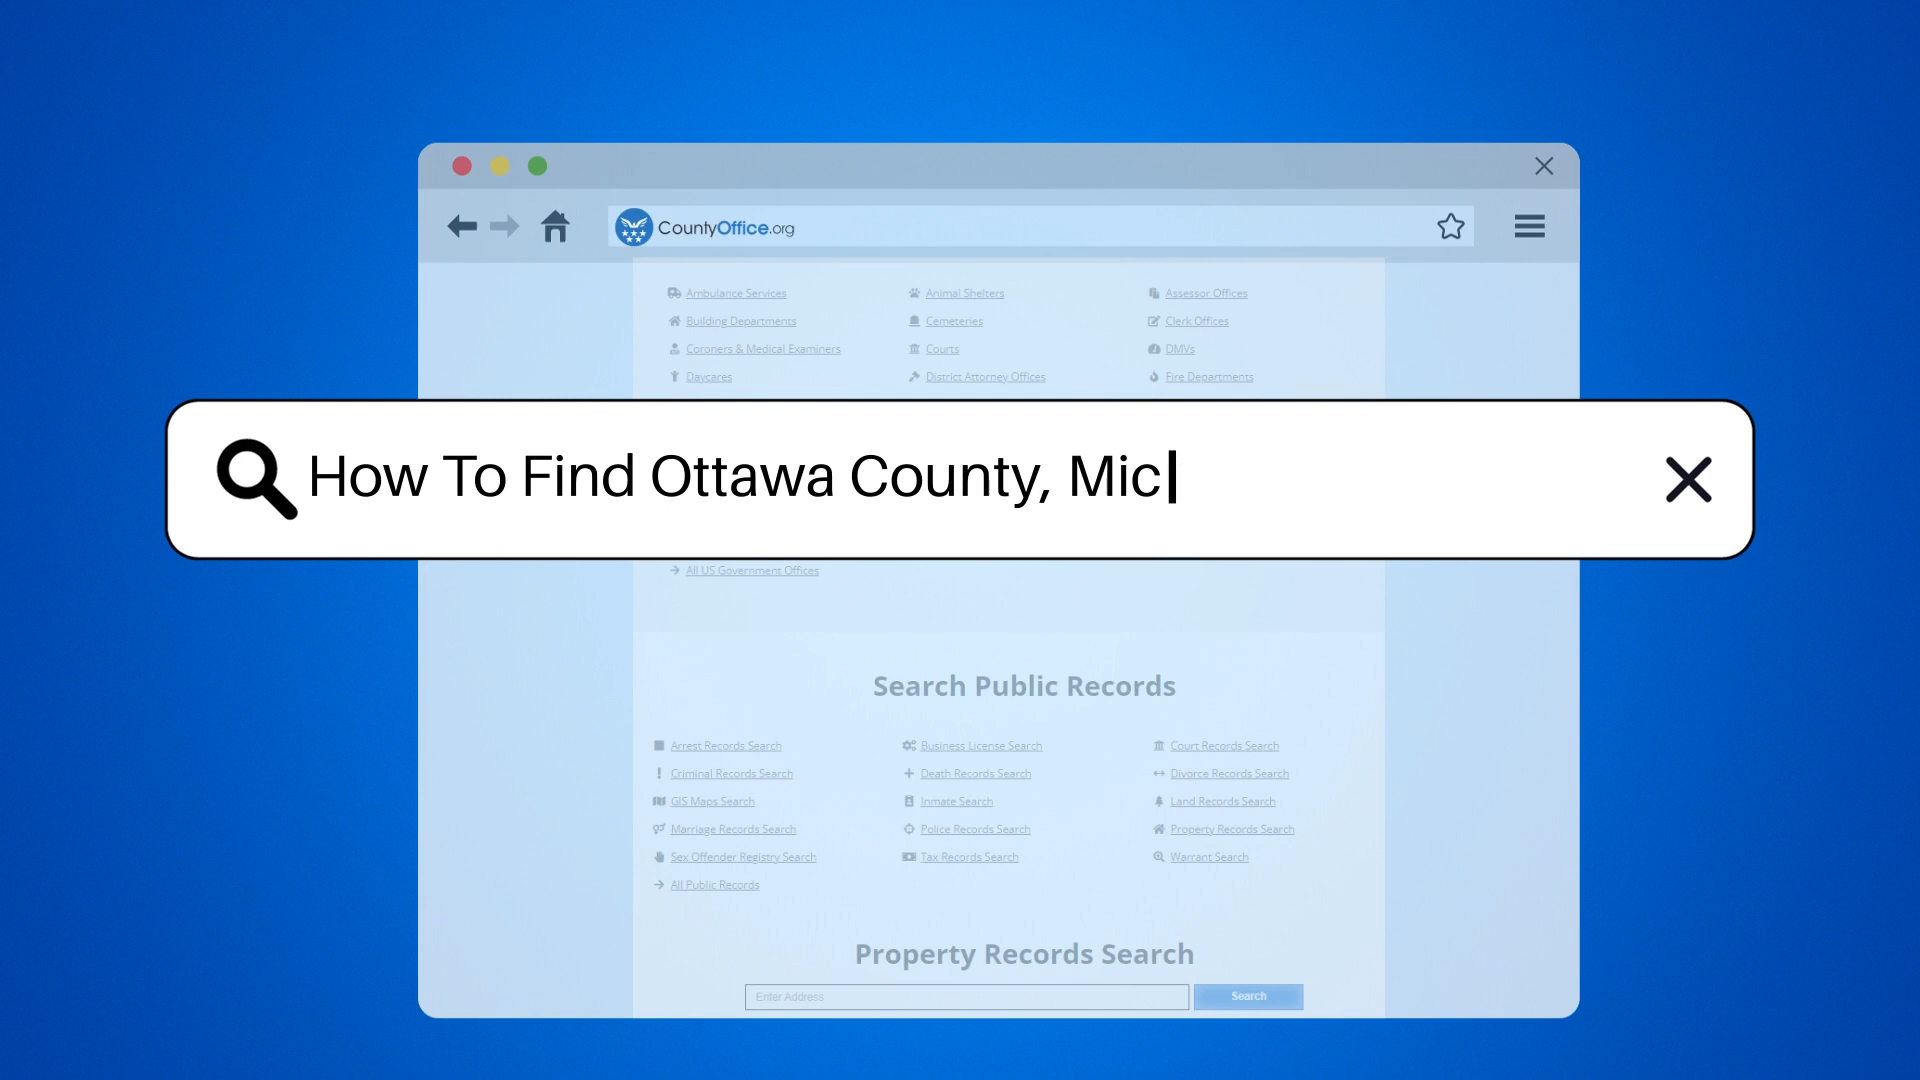 CountyOffice.org
Ambulance Services Animal Shelters Assessor Offices
Building Departments Cemeteries Clerk Offices
Coroners & Medical Examiners Courts DMVs
Daycares District Attorney Offices Fire Departments
How To Find Ottawa County, Mic
All US Government Offices
Search Public Records
Arrest Records Search Business License Search Court Records Search
Criminal Records Search Death Records Search Divorce Records Search
GIS Maps Search Inmate Search Land Records Search
Marriage Records Search Police Records Search Property Records Search
Sex Offender Registry Search Tax Records Search Warrant Search
All Public Records
Property Records Search
Enter Address Search